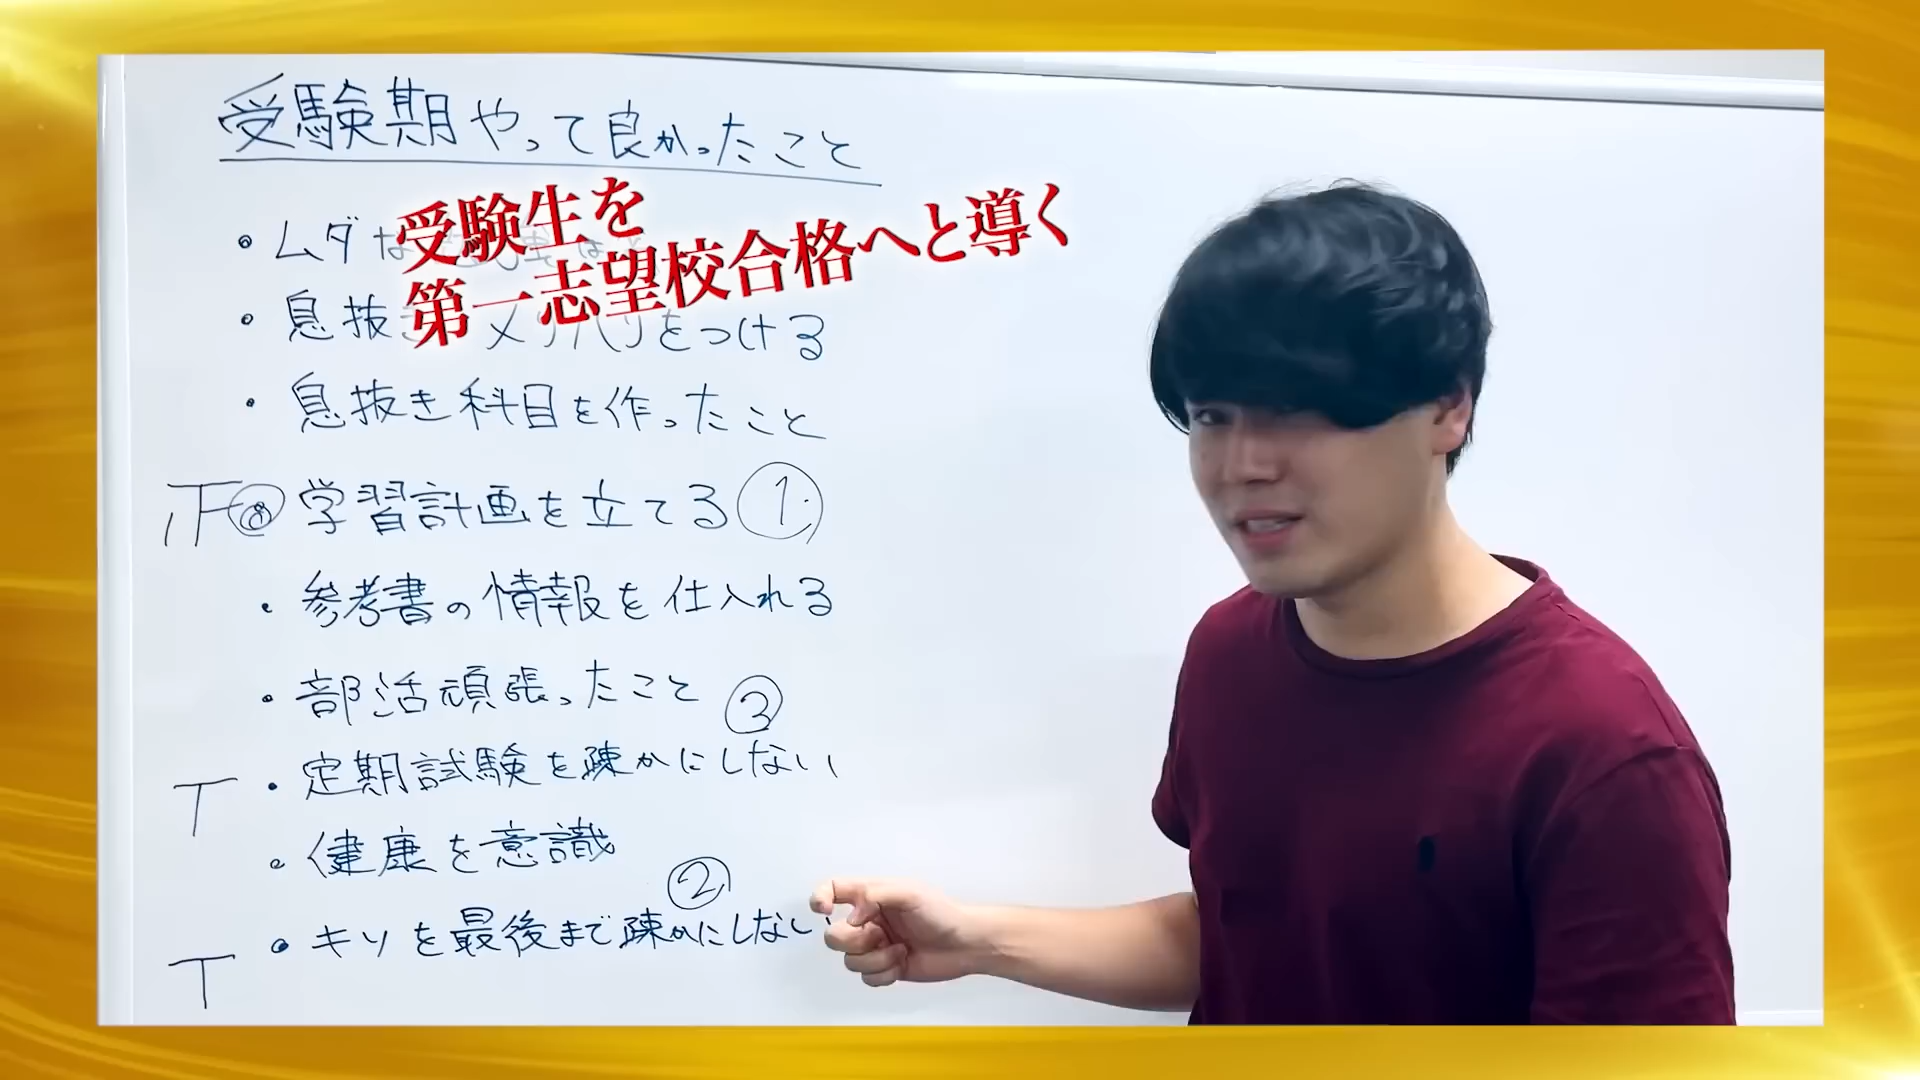 受験期やって良かったこと
受験生を
第一志望校合格へと導く
・ムダな
・息抜き メリハリをつける
・息抜き科目を作ったこと
学習計画を立てる ①
・参考書の情報を仕入れる
・部活頑張ったこと
③
・定期試験を疎かにしない
・健康を意識
②
・キソを最後まで疎かにしない